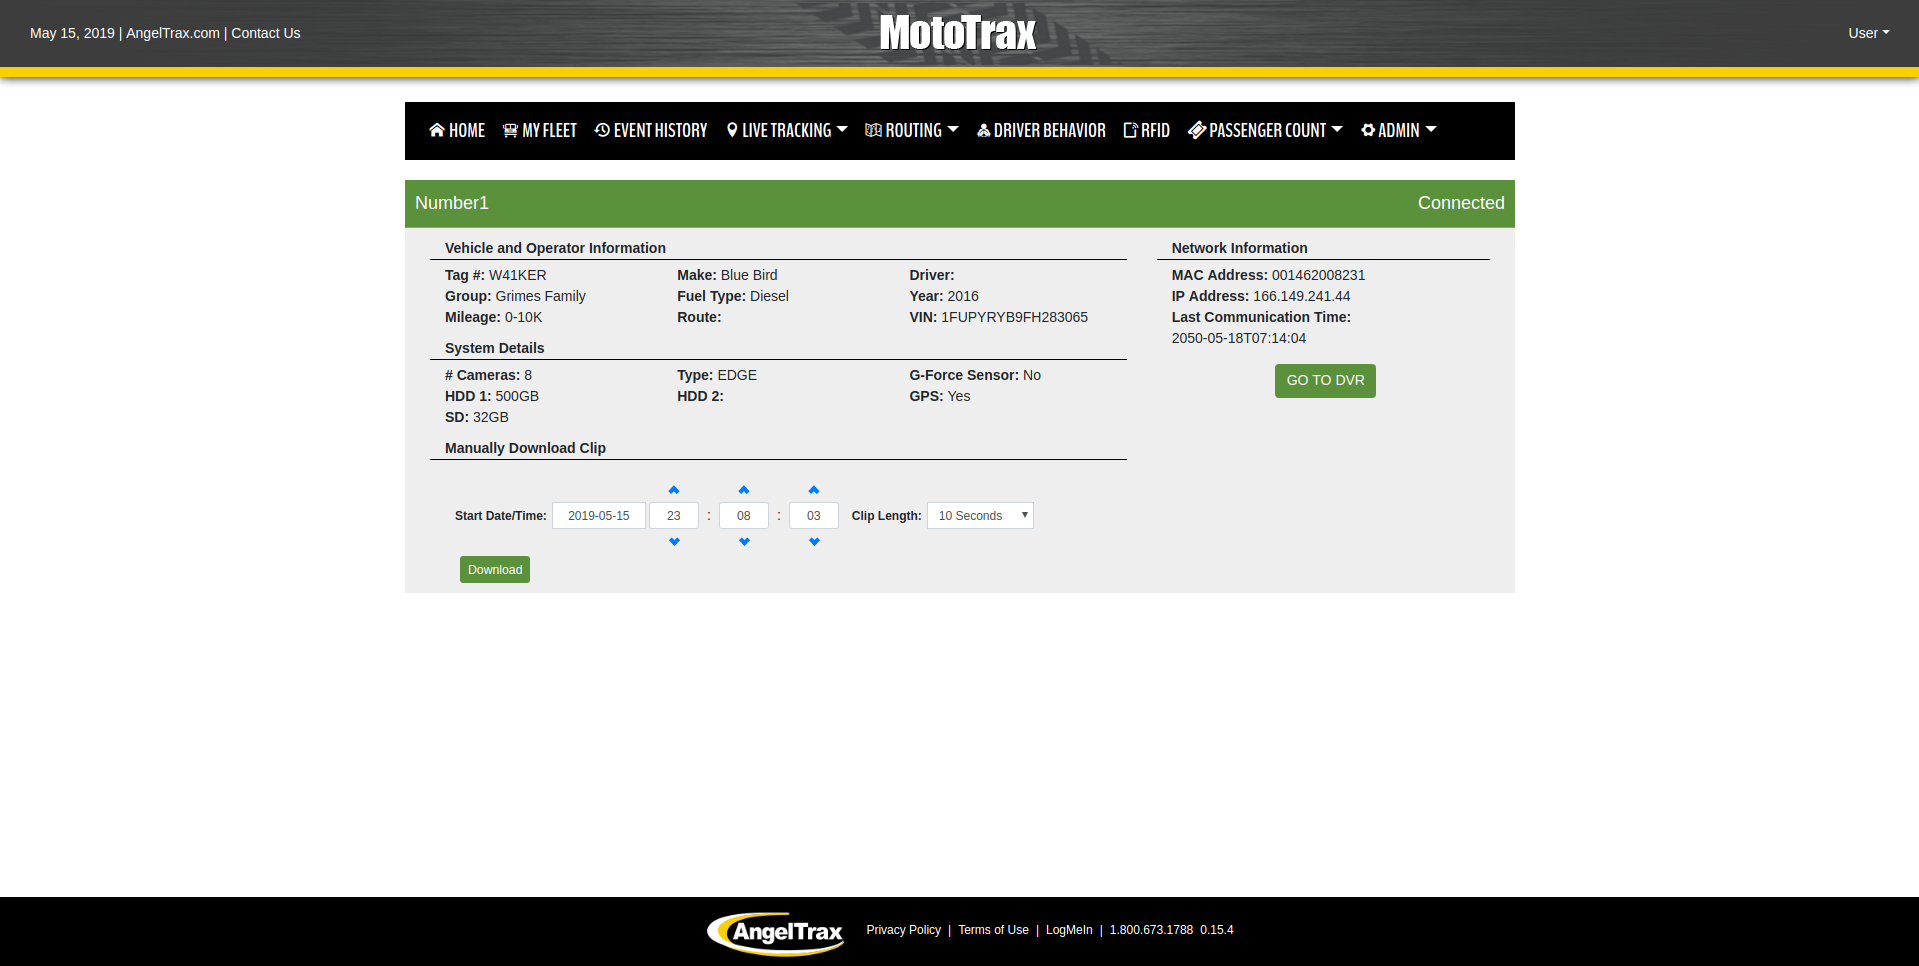 May 15, 2019 | AngelTrax.com | Contact Us
MotoTrax
User
HOME MY FLEET EVENT HISTORY LIVE TRACKING ROUTING DRIVER BEHAVIOR RFID PASSENGER COUNT ADMIN
Number1 Connected
Vehicle and Operator Information
Tag #: W41KER Make: Blue Bird Driver:
Group: Grimes Family Fuel Type: Diesel Year: 2016
Mileage: 0-10K Route: VIN: 1FUPYRYB9FH283065
System Details
# Cameras: 8 Type: EDGE G-Force Sensor: No
HDD 1: 500GB HDD 2: GPS: Yes
SD: 32GB
Manually Download Clip
Start Date/Time: 2019-05-15 23 : 08 : 03 Clip Length: 10 Seconds
Download
Network Information
MAC Address: 001462008231
IP Address: 166.149.241.44
Last Communication Time:
2050-05-18T07:14:04
GO TO DVR
AngelTrax
Privacy Policy | Terms of Use | LogMeIn | 1.800.673.1788 0.15.4